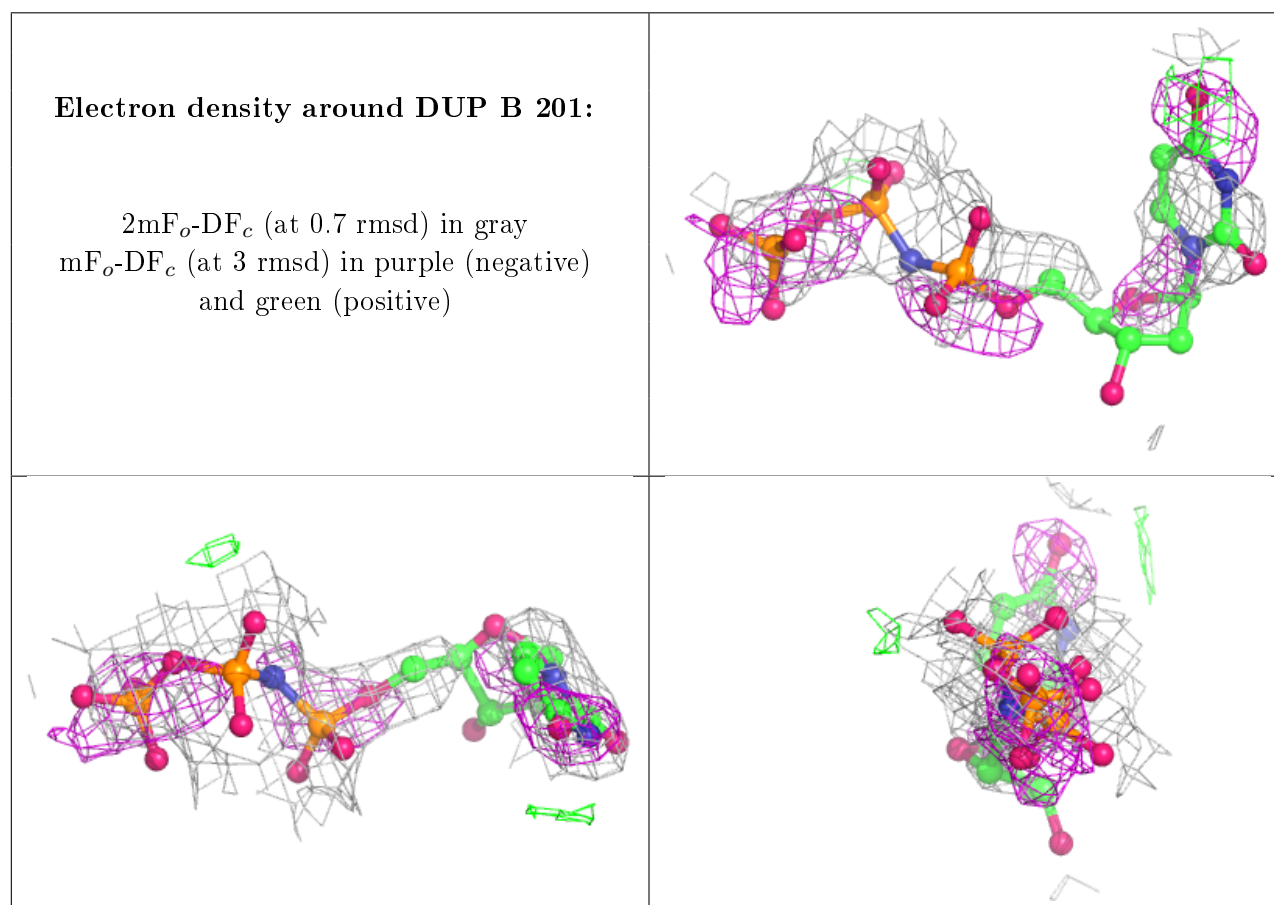 Electron density around DUP B 201:
2mFo-DFc (at 0.7 rmsd) in gray
mFo-DFc (at 3 rmsd) in purple (negative)
and green (positive)